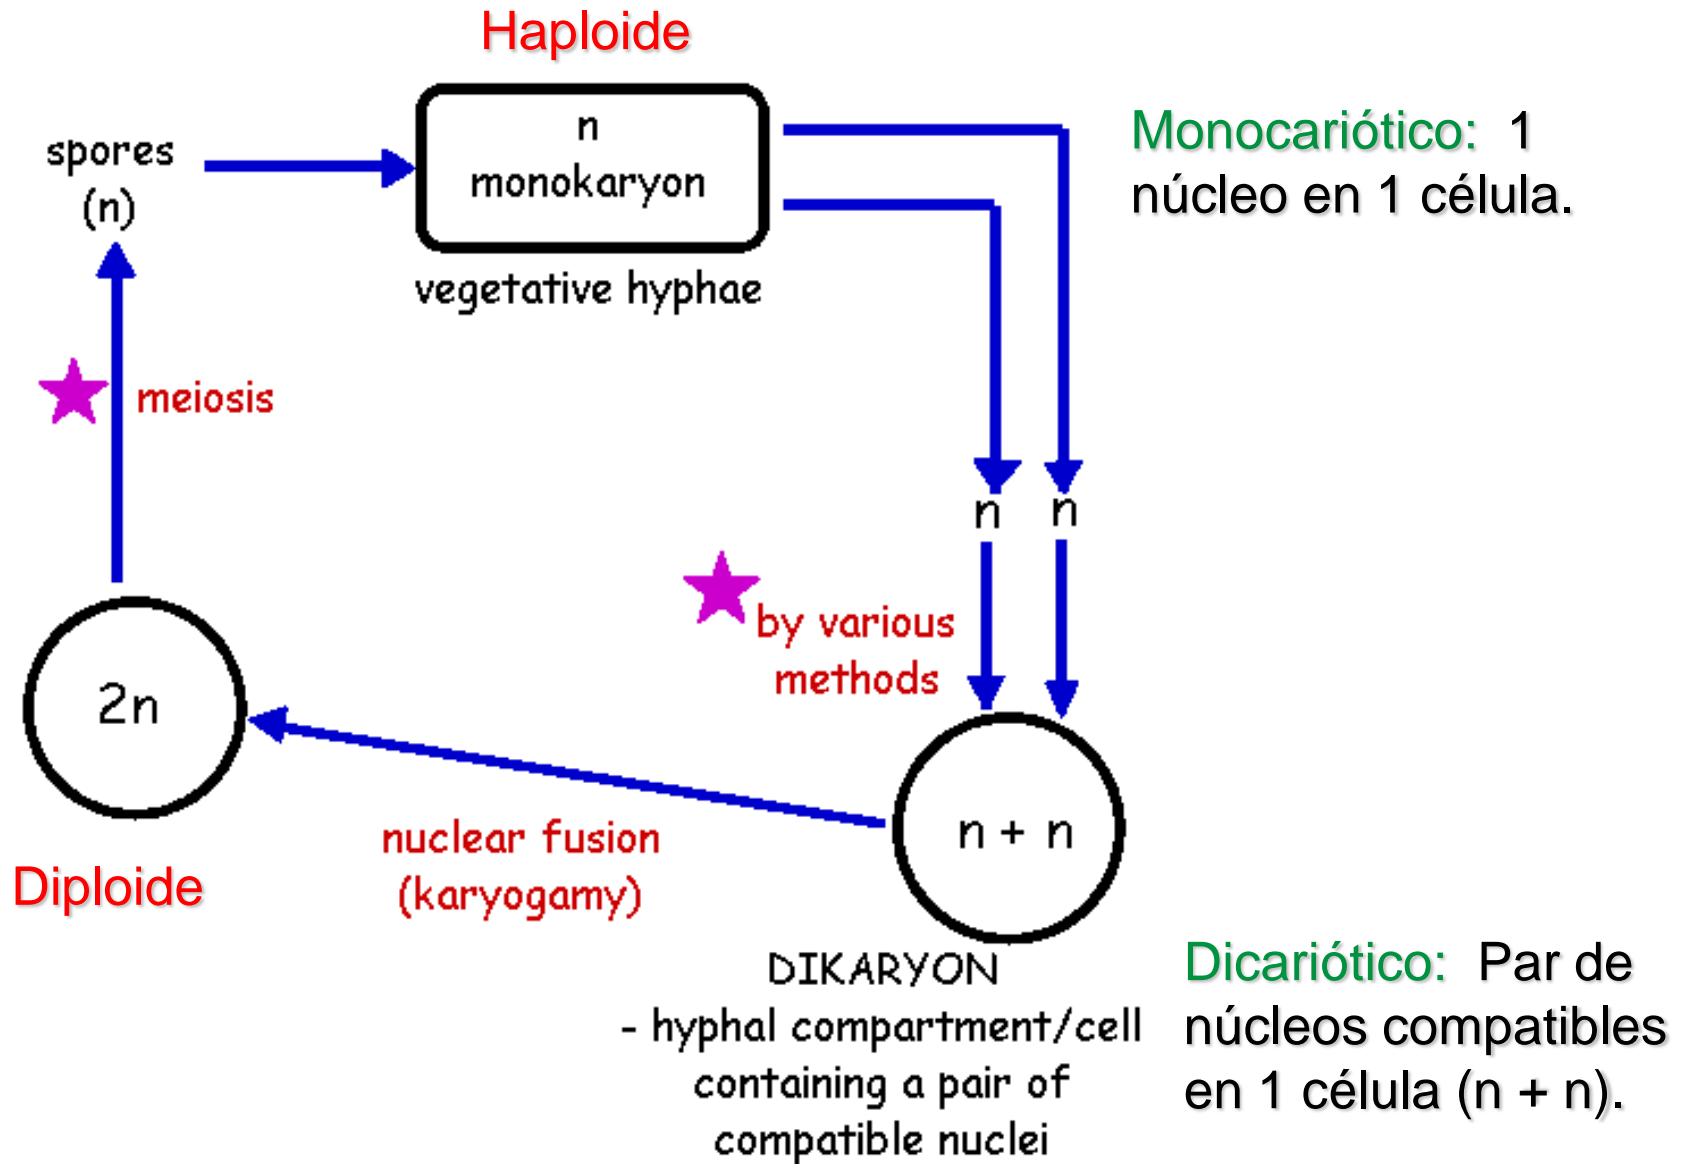 Haploide
spores
(n)
n
monokaryon
vegetative hyphae
Monocariótico: 1
núcleo en 1 célula.
meiosis
n n
by various
methods
2n
n + n
nuclear fusion
(karyogamy)
Diploide
DIKARYON
- hyphal compartment/cell
containing a pair of
compatible nuclei
Dicariótico: Par de
núcleos compatibles
en 1 célula (n + n).